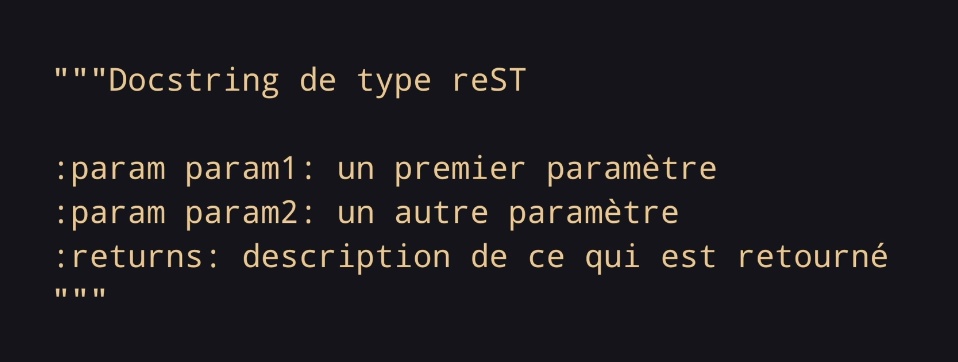 """Docstring de type reST
:param param1: un premier paramètre
:param param2: un autre paramètre
:returns: description de ce qui est retourné
"""